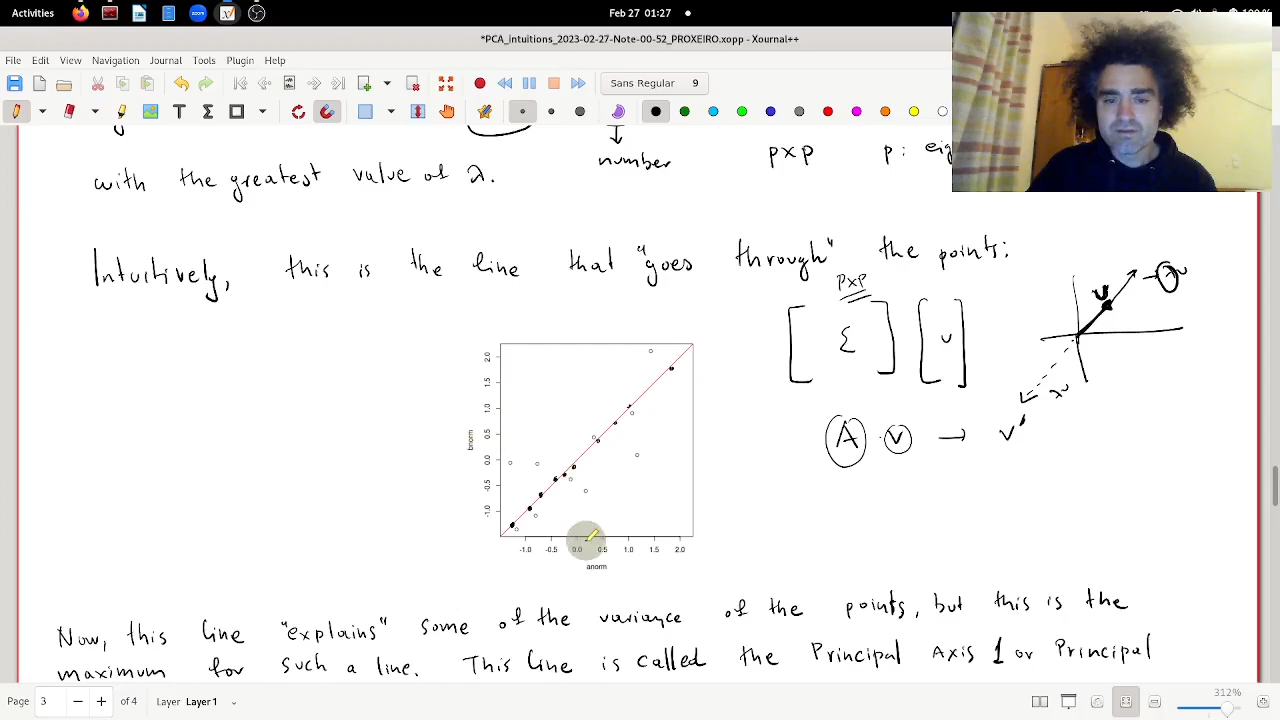 Activities
Feb 27 01:27
*PCA_intuitions_2023-02-27-Note-00-52_PROXEIRO.xopp - Xournal++
File Edit View Navigation Journal Tools Plugin Help
Sans Regular 9
number pxp p:
with the greatest value of λ.
Intuitively, this is the line that "goes through" the points:
pxp
Σ v
v
λv
A · v → v'
2.0
1.5
1.0
0.5
0.0
-0.5
-1.0
bnorm
-1.0 -0.5 0.0 0.5 1.0 1.5 2.0
anorm
Now, this line "explains" some of the variance of the points, but this is the
maximum for such a line. This line is called the Principal Axis 1 or Principal
Page 3 of 4 Layer Layer1 312%